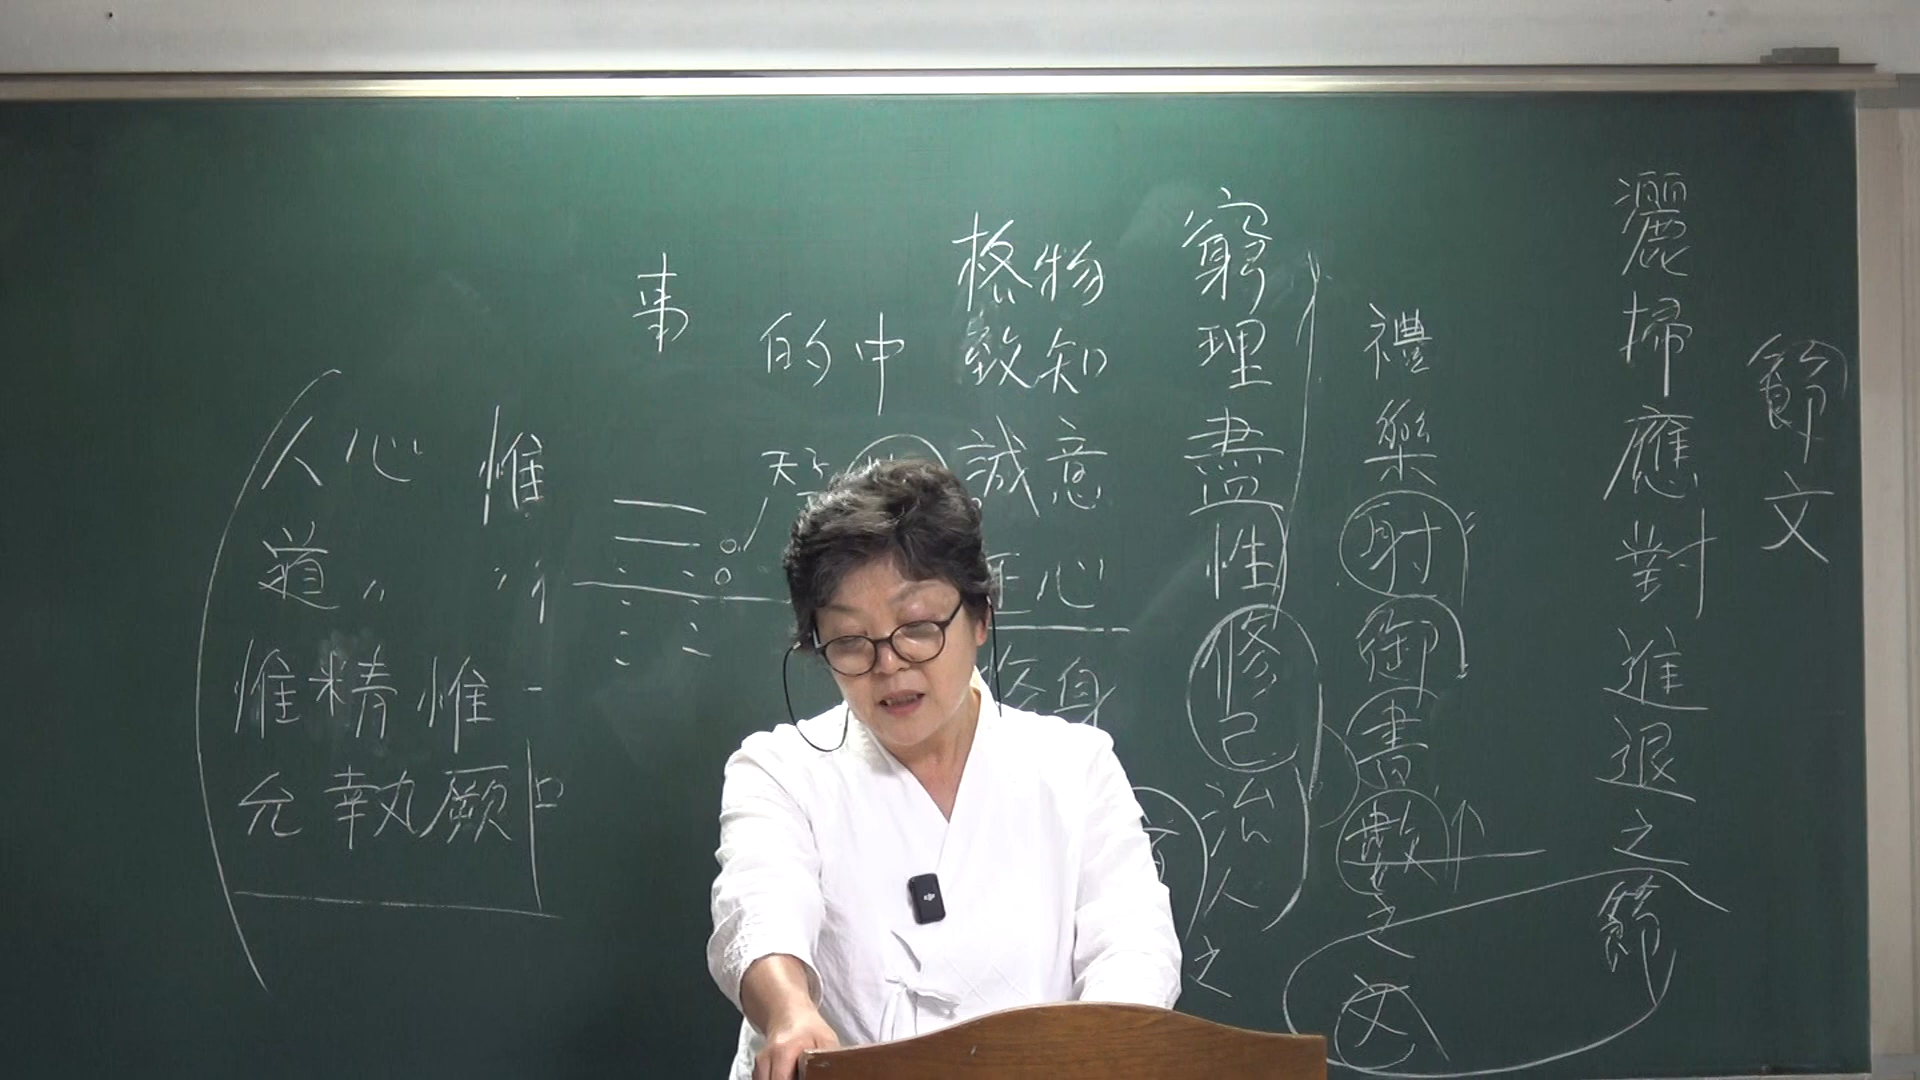 節文
灑掃應對進退之節
禮樂射御書數之文
窮理盡性修己治人之
格物
致知
誠意
正心
修身
的中
事
人心惟
道〃〃
惟精惟一
允執厥中